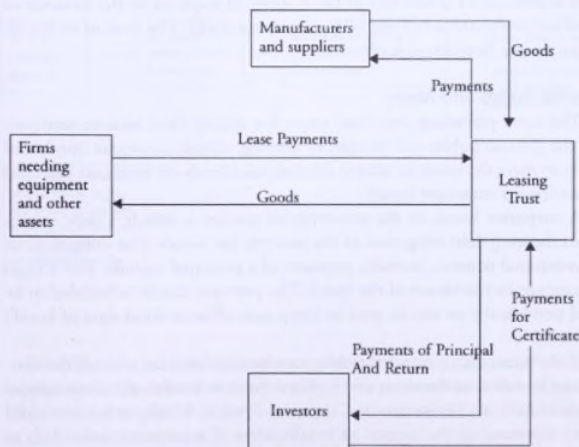 Manufacturers
and suppliers
Goods
Payments
Lease Payments
Firms
needing
equipment
and other
assets
Goods
Leasing
Trust
Payments
for
Certificate
Payments of Principal
And Return
Investors